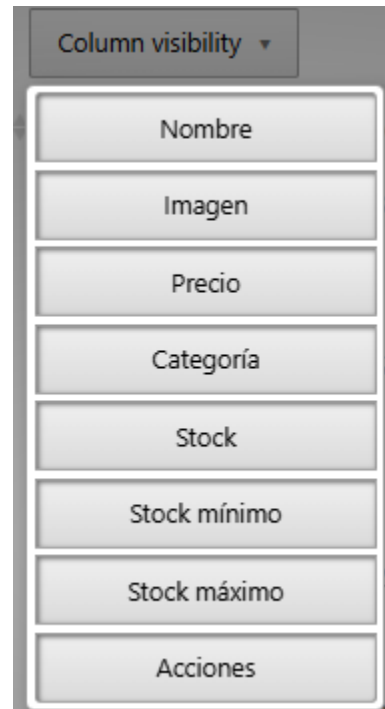 Column visibility
Nombre
Imagen
Precio
Categoría
Stock
Stock mínimo
Stock máximo
Acciones